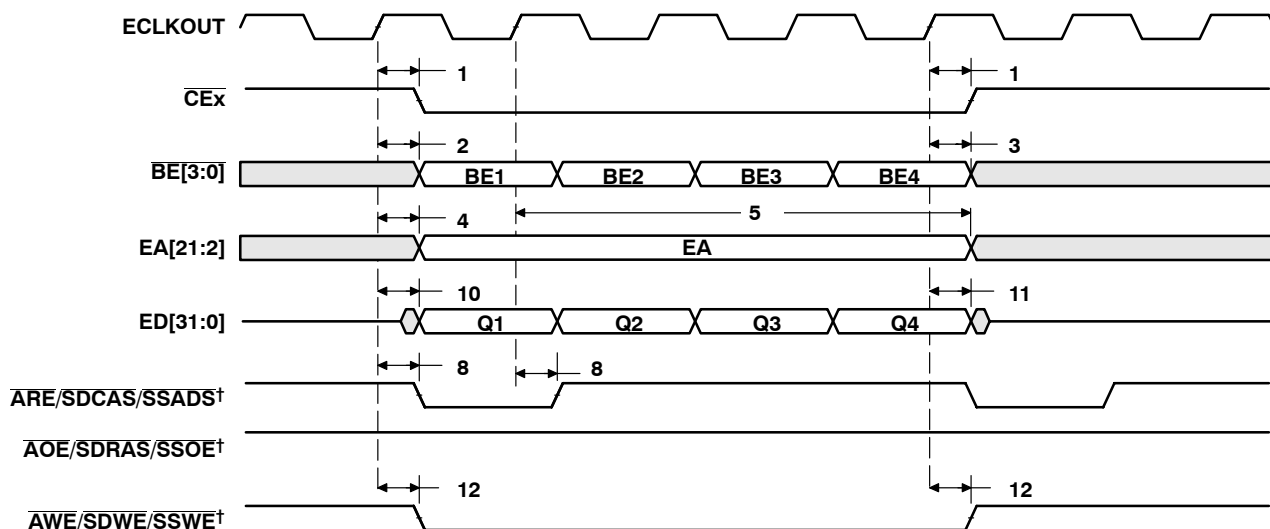 ECLKOUT
1 1
CEx
2 3
BE[3:0] BE1 BE2 BE3 BE4
5
4
EA[21:2] EA
10 11
ED[31:0] Q1 Q2 Q3 Q4
8 8
ARE/SDCAS/SSADS†
AOE/SDRAS/SSOE†
12 12
AWE/SDWE/SSWE†